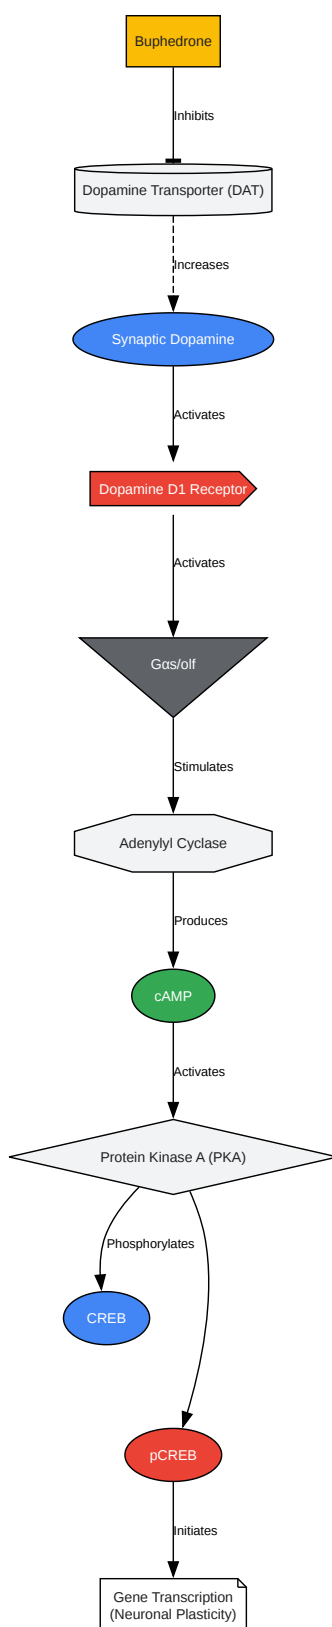 Buphedrone
Inhibits
Dopamine Transporter (DAT)
Increases
Synaptic Dopamine
Activates
Dopamine D1 Receptor
Activates
Gαs/olf
Stimulates
Adenylyl Cyclase
Produces
cAMP
Activates
Protein Kinase A (PKA)
Phosphorylates
CREB
pCREB
Initiates
Gene Transcription
(Neuronal Plasticity)